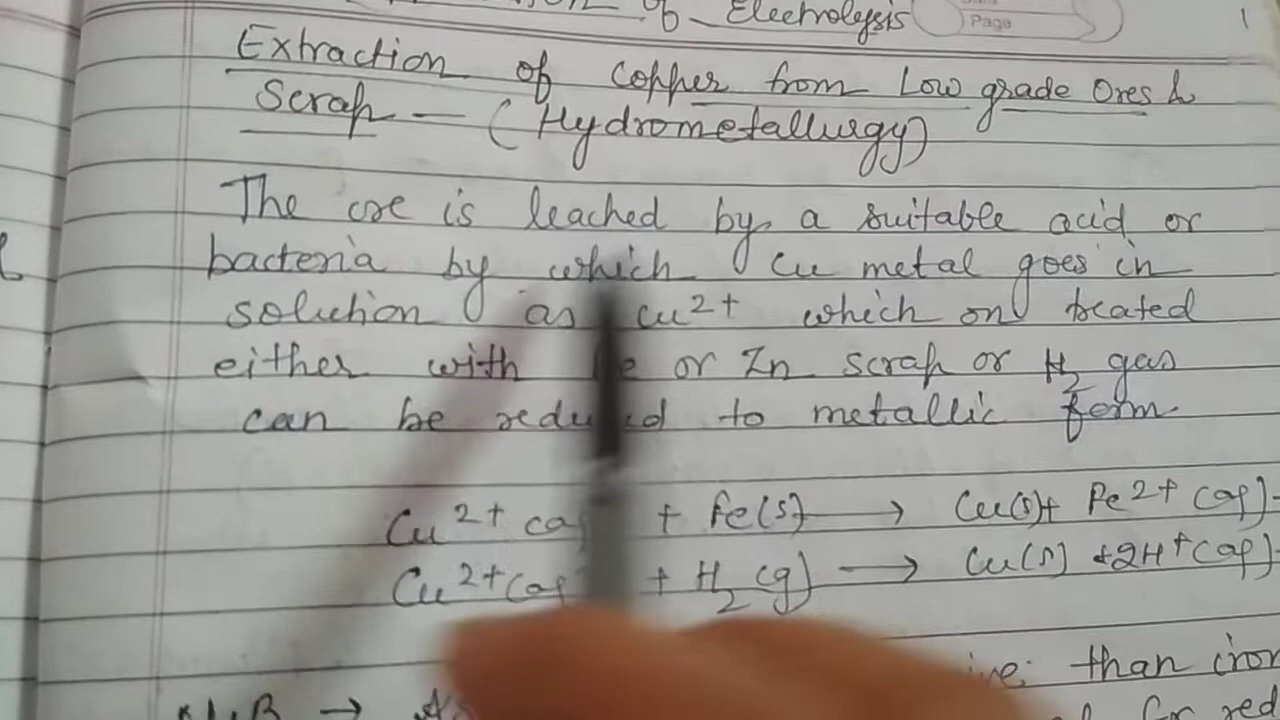 of Electrolysis
Page
1
Extraction of Copper from Low grade Ores &
Scrap - (Hydrometallurgy)
The ore is leached by a suitable acid or
bacteria by which Cu metal goes in
solution as Cu2+ which on treated
either with or Zn scrap or H2 gas
can be to metallic form.
Cu2+ + Fe(s) → Cu(s) + Fe2+ (aq)
Cu2+ + H2(g) → Cu(s) + 2H+(aq)
than iron
N.B →
for red